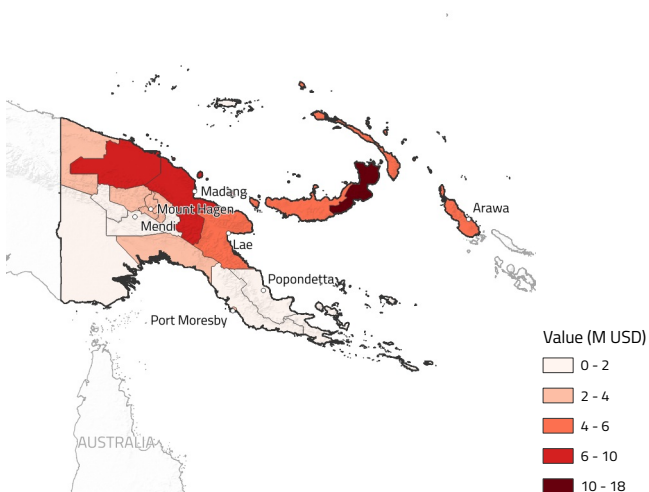 Madang
Mount Hagen
Mendi
Arawa
Lae
Popondetta
Port Moresby
AUSTRALIA
Value (M USD)
0 - 2
2 - 4
4 - 6
6 - 10
10 - 18